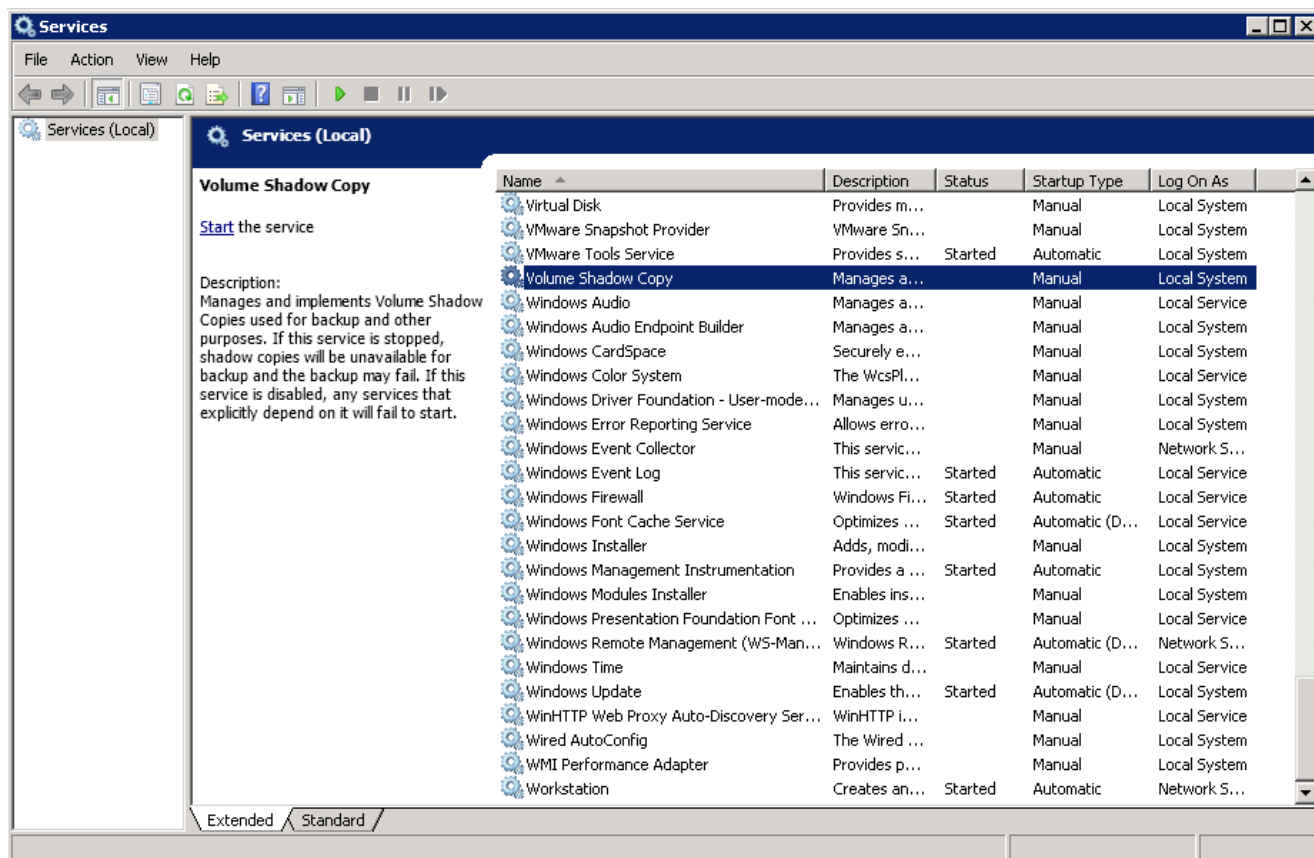 Services
File Action View Help
Services (Local)
Services (Local)
Volume Shadow Copy
Start the service
Description:
Manages and implements Volume Shadow
Copies used for backup and other
purposes. If this service is stopped,
shadow copies will be unavailable for
backup and the backup may fail. If this
service is disabled, any services that
explicitly depend on it will fail to start.
Name Description Status Startup Type Log On As
Virtual Disk Provides m... Manual Local System
VMware Snapshot Provider VMware Sn... Manual Local System
VMware Tools Service Provides s... Started Automatic Local System
Volume Shadow Copy Manages a... Manual Local System
Windows Audio Manages a... Manual Local Service
Windows Audio Endpoint Builder Manages a... Manual Local System
Windows CardSpace Securely e... Manual Local System
Windows Color System The WcsPl... Manual Local Service
Windows Driver Foundation - User-mode... Manages u... Manual Local System
Windows Error Reporting Service Allows erro... Manual Local System
Windows Event Collector This servic... Manual Network S...
Windows Event Log This servic... Started Automatic Local Service
Windows Firewall Windows Fi... Started Automatic Local Service
Windows Font Cache Service Optimizes ... Started Automatic (D... Local Service
Windows Installer Adds, modi... Manual Local System
Windows Management Instrumentation Provides a ... Started Automatic Local System
Windows Modules Installer Enables ins... Manual Local System
Windows Presentation Foundation Font ... Optimizes ... Manual Local Service
Windows Remote Management (WS-Man... Windows R... Started Automatic (D... Network S...
Windows Time Maintains d... Manual Local Service
Windows Update Enables th... Started Automatic (D... Local System
WinHTTP Web Proxy Auto-Discovery Ser... WinHTTP i... Manual Local Service
Wired AutoConfig The Wired ... Manual Local System
WMI Performance Adapter Provides p... Manual Local System
Workstation Creates an... Started Automatic Network S...
Extended Standard